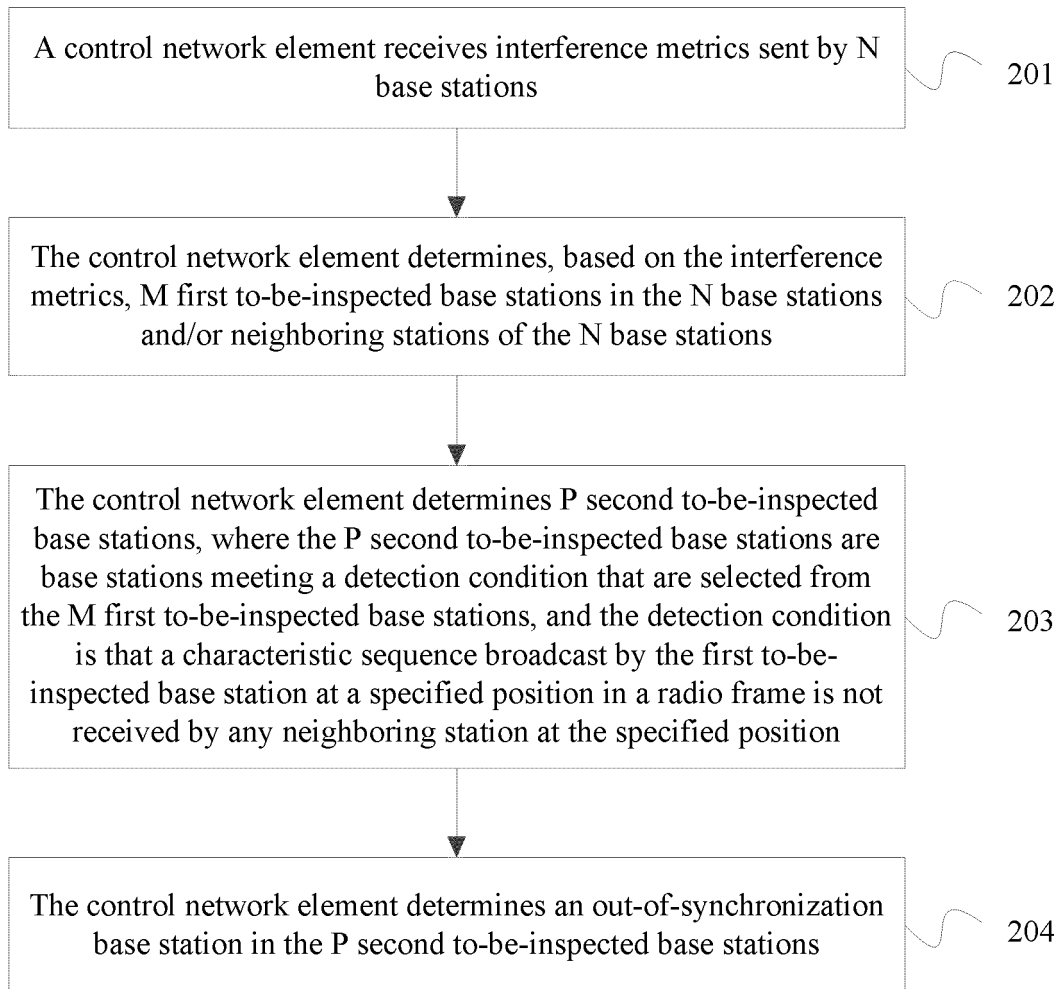 A control network element receives interference metrics sent by N
base stations
201
The control network element determines, based on the interference
metrics, M first to-be-inspected base stations in the N base stations
and/or neighboring stations of the N base stations
202
The control network element determines P second to-be-inspected
base stations, where the P second to-be-inspected base stations are
base stations meeting a detection condition that are selected from
the M first to-be-inspected base stations, and the detection condition
is that a characteristic sequence broadcast by the first to-be-
inspected base station at a specified position in a radio frame is not
received by any neighboring station at the specified position
203
The control network element determines an out-of-synchronization
base station in the P second to-be-inspected base stations
204